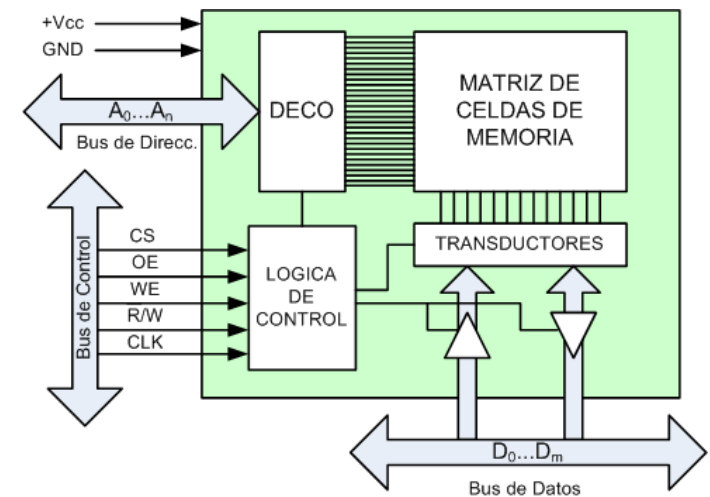 +Vcc
GND
A₀...Aₙ
Bus de Direcc.
DECO
MATRIZ DE
CELDAS DE
MEMORIA
TRANSDUCTORES
Bus de Control
CS
OE
WE
R/W
CLK
LOGICA
DE
CONTROL
D₀...Dₘ
Bus de Datos